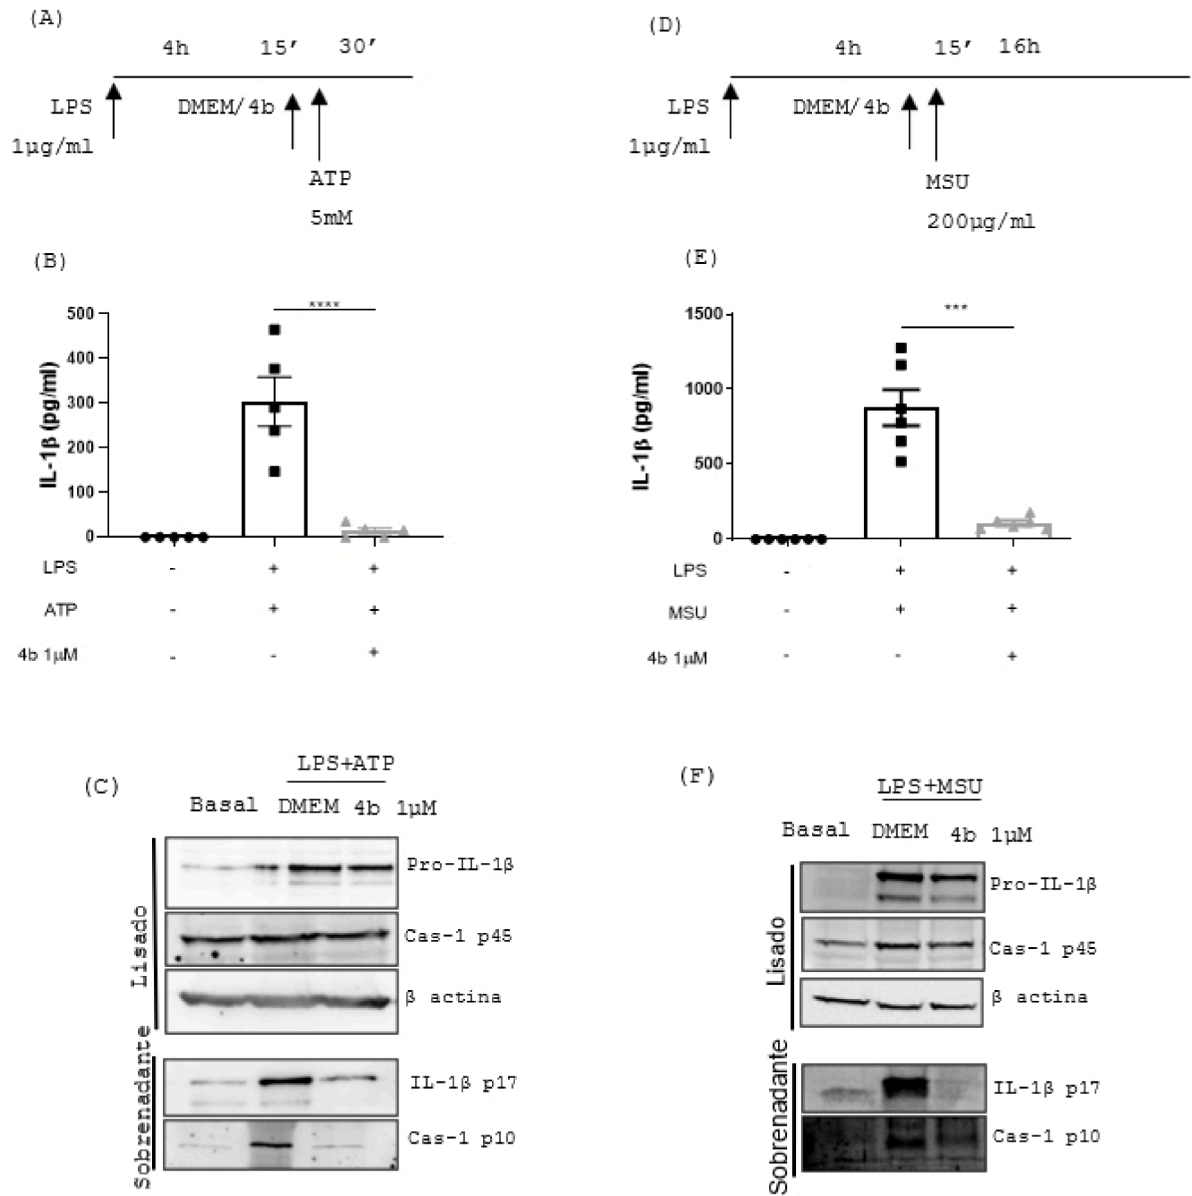 (A)
4h 15’ 30’
LPS
DMEM/4b
1µg/ml
ATP
5mM
(B)
****
IL-1β (pg/ml)
500
400
300
200
100
0
LPS - + +
ATP - + +
4b 1µM - - +
(C)
LPS+ATP
Basal DMEM 4b 1µM
Lisado
Pro-IL-1β
Cas-1 p45
β actina
Sobrenadante
IL-1β p17
Cas-1 p10
(D)
4h 15’ 16h
LPS
DMEM/4b
1µg/ml
MSU
200µg/ml
(E)
***
IL-1β (pg/ml)
1500
1000
500
0
LPS - + +
MSU - + +
4b 1µM - - +
(F)
LPS+MSU
Basal DMEM 4b 1µM
Lisado
Pro-IL-1β
Cas-1 p45
β actina
Sobrenadante
IL-1β p17
Cas-1 p10